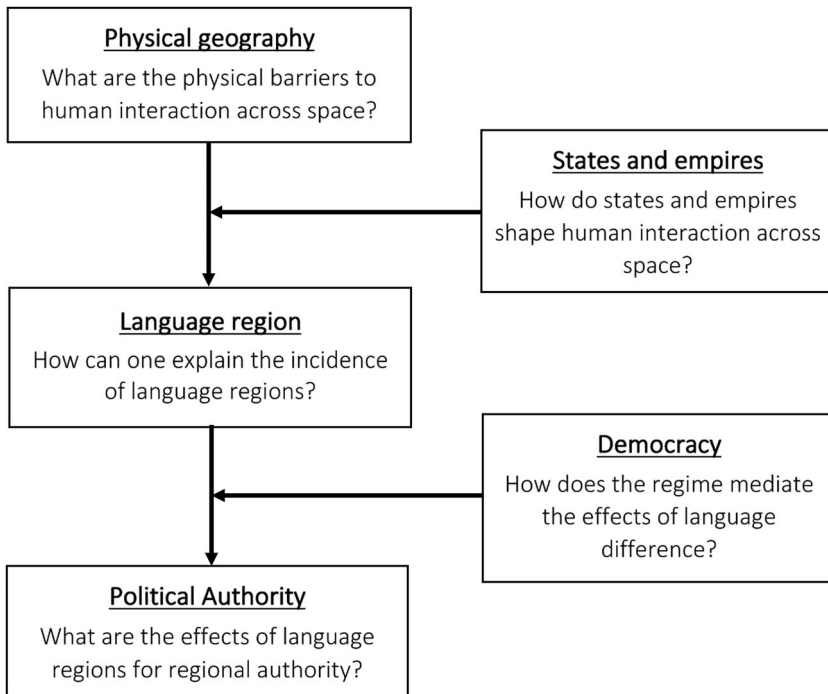 Physical geography
What are the physical barriers to
human interaction across space?
States and empires
How do states and empires
shape human interaction across
space?
Language region
How can one explain the incidence
of language regions?
Democracy
How does the regime mediate
the effects of language
difference?
Political Authority
What are the effects of language
regions for regional authority?